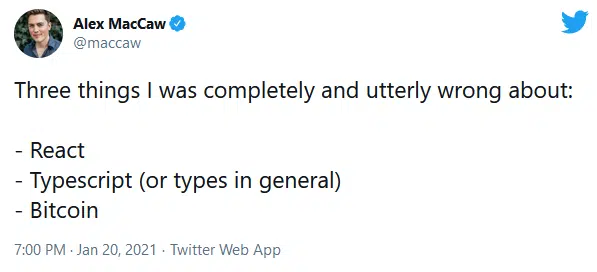 Alex MacCaw
@maccaw
Three things I was completely and utterly wrong about:
- React
- Typescript (or types in general)
- Bitcoin
7:00 PM · Jan 20, 2021 · Twitter Web App